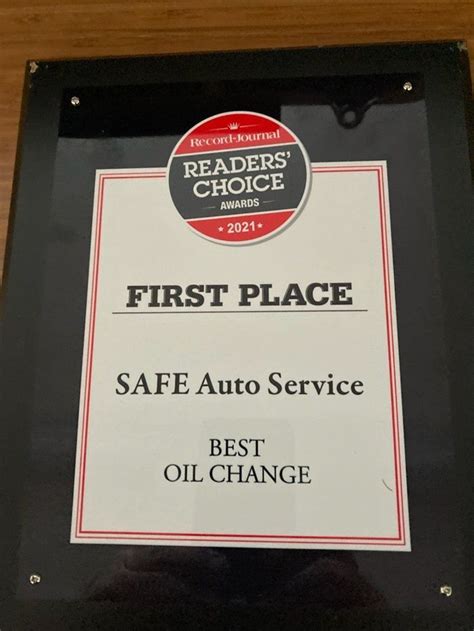 Record-Journal
READERS'
CHOICE
AWARDS
★ 2021 ★
FIRST PLACE
SAFE Auto Service
BEST
OIL CHANGE